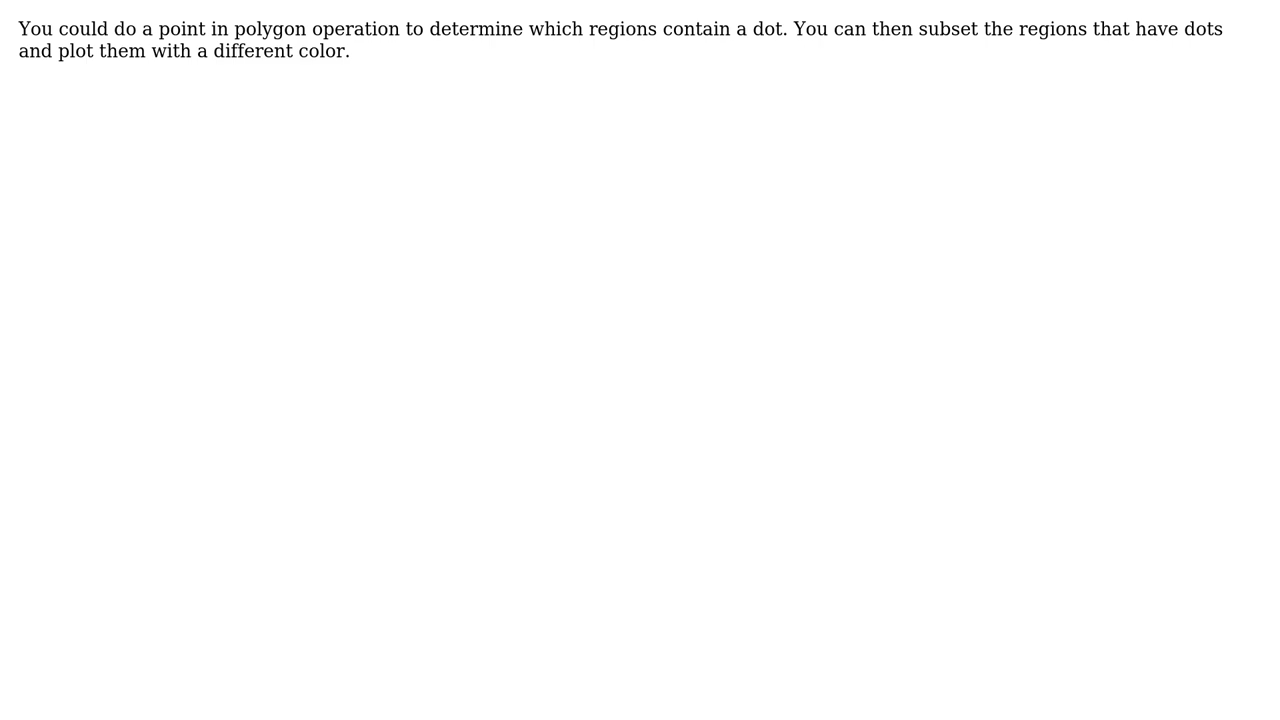 You could do a point in polygon operation to determine which regions contain a dot. You can then subset the regions that have dots
and plot them with a different color.